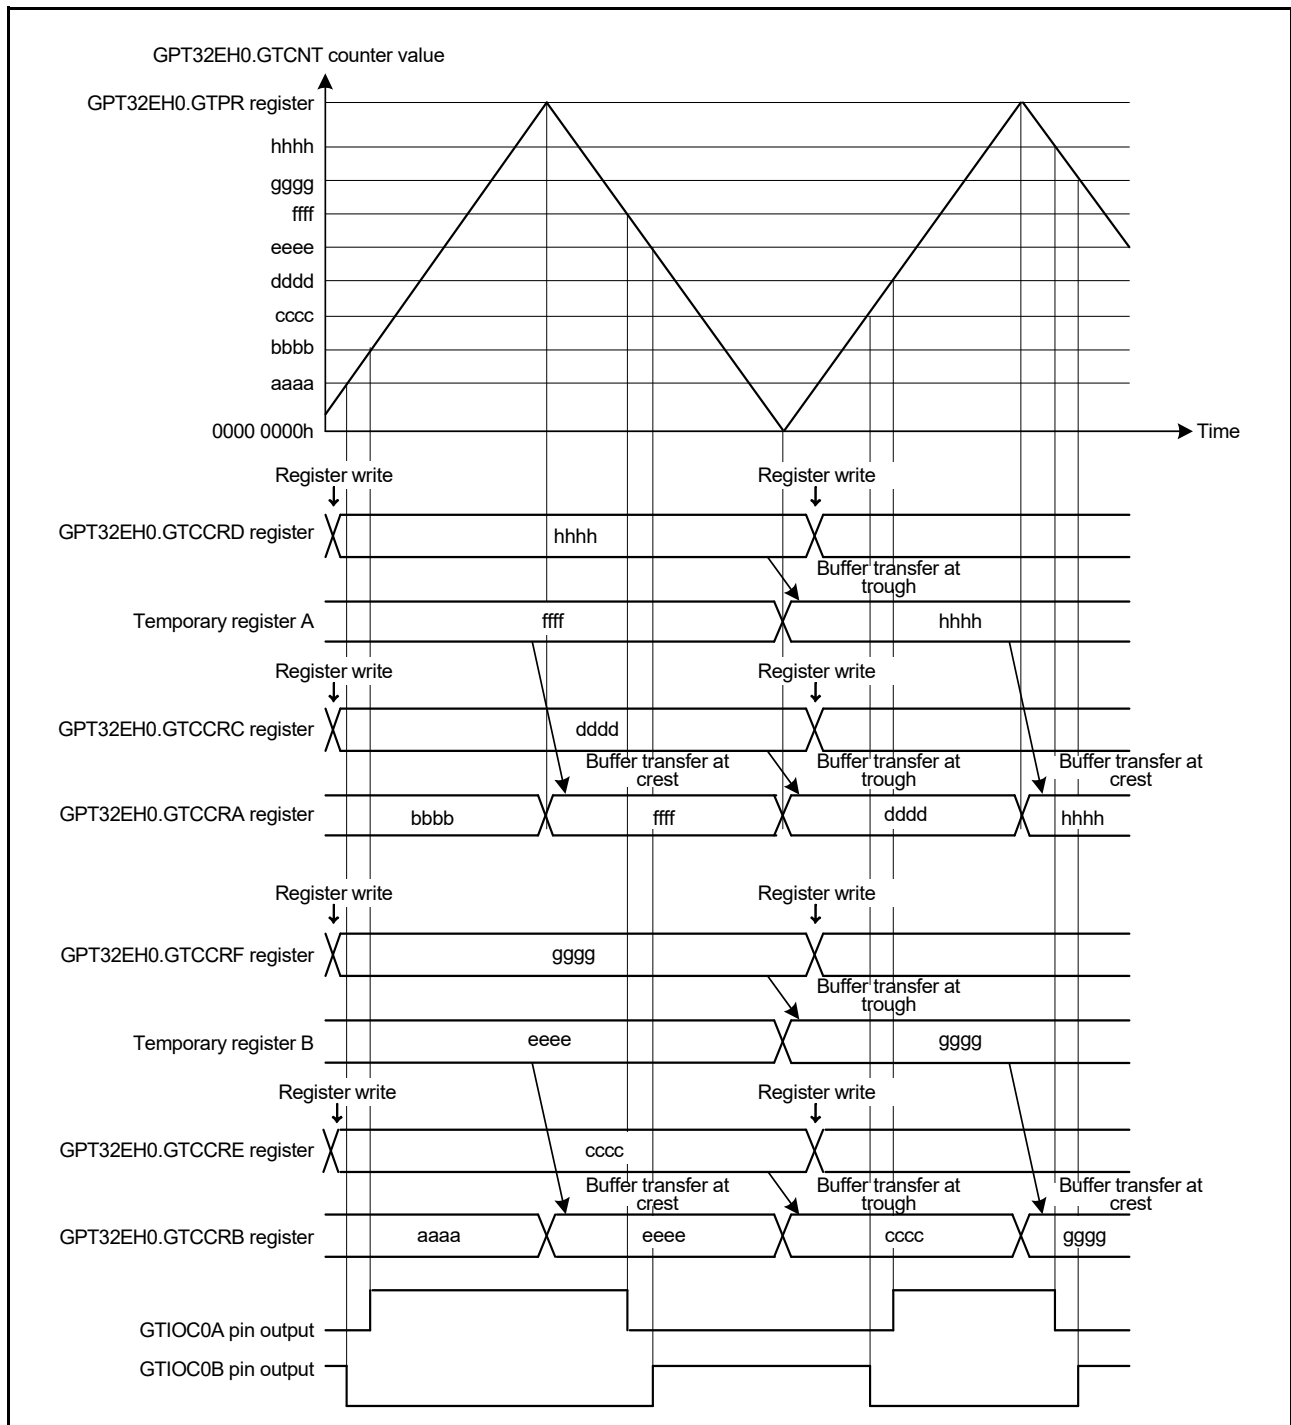 GPT32EH0.GTCNT counter value
GPT32EH0.GTPR register
hhhh
gggg
ffff
eeee
dddd
cccc
bbbb
aaaa
0000 0000h
Time
Register write
Register write
GPT32EH0.GTCCRD register
hhhh
Buffer transfer at
trough
Temporary register A
ffff
hhhh
Register write
Register write
GPT32EH0.GTCCRC register
dddd
Buffer transfer at
crest
Buffer transfer at
trough
Buffer transfer at
crest
GPT32EH0.GTCCRA register
bbbb
ffff
dddd
hhhh
Register write
Register write
GPT32EH0.GTCCRF register
gggg
Buffer transfer at
trough
Temporary register B
eeee
gggg
Register write
Register write
GPT32EH0.GTCCRE register
cccc
Buffer transfer at
crest
Buffer transfer at
trough
Buffer transfer at
crest
GPT32EH0.GTCCRB register
aaaa
eeee
cccc
gggg
GTIOC0A pin output
GTIOC0B pin output